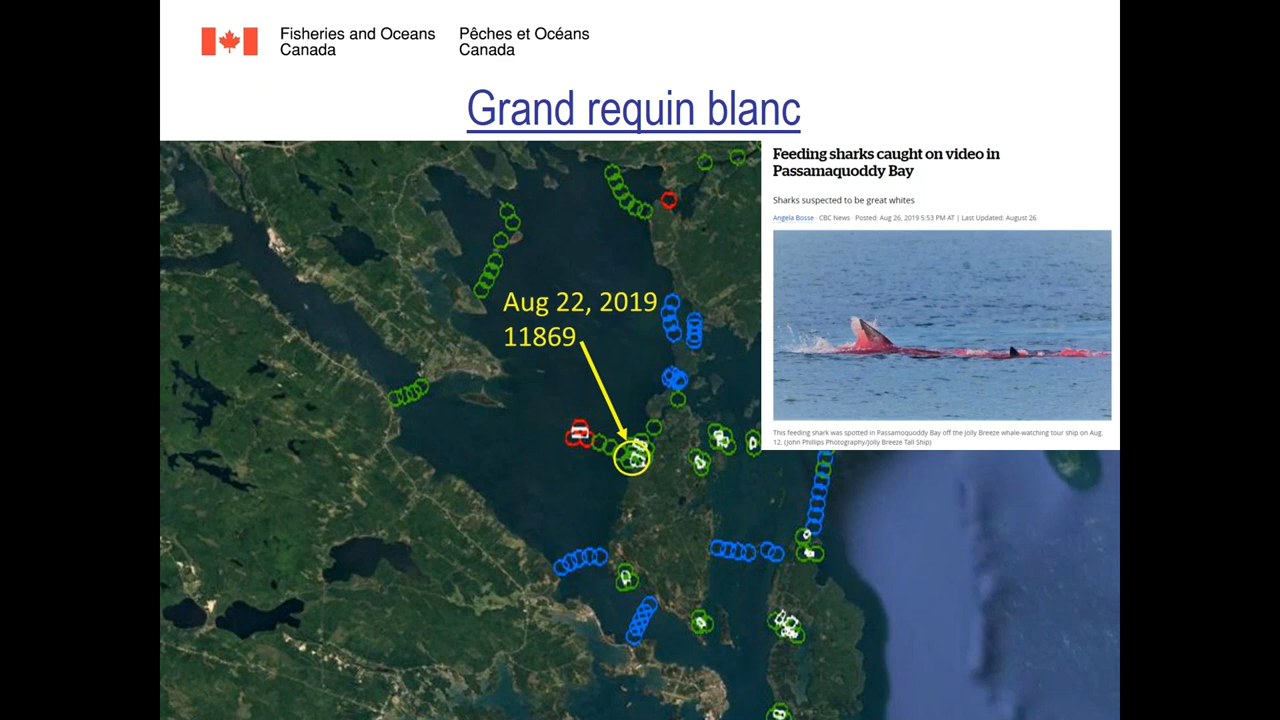 Fisheries and Oceans
Canada
Pêches et Océans
Canada
Grand requin blanc
Feeding sharks caught on video in
Passamaquoddy Bay
Sharks suspected to be great whites
Angela Bosse · CBC News · Posted: Aug 26, 2019 5:53 PM AT | Last Updated: August 26
Aug 22, 2019
11869
This feeding shark was spotted in Passamoquoddy Bay off the Jolly Breeze whale-watching tour ship on Aug.
12. (John Phillips Photography/Jolly Breeze Tall Ship)